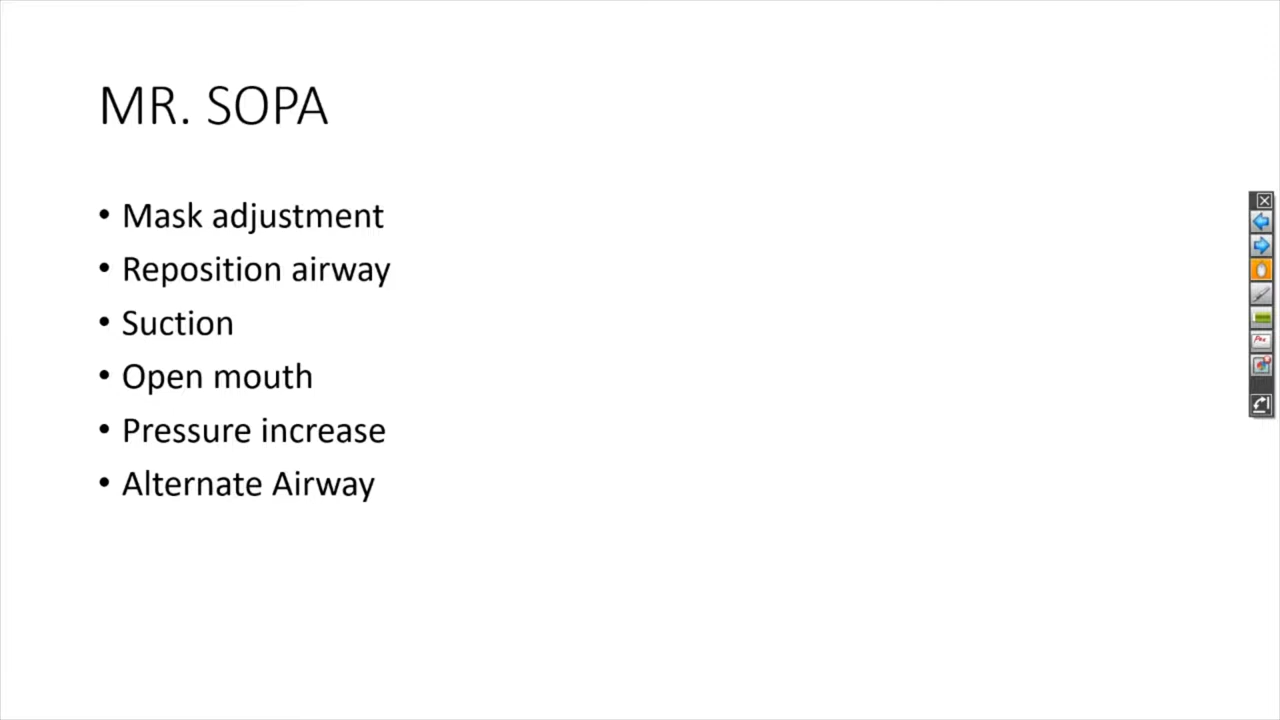 MR. SOPA
• Mask adjustment
• Reposition airway
• Suction
• Open mouth
• Pressure increase
• Alternate Airway